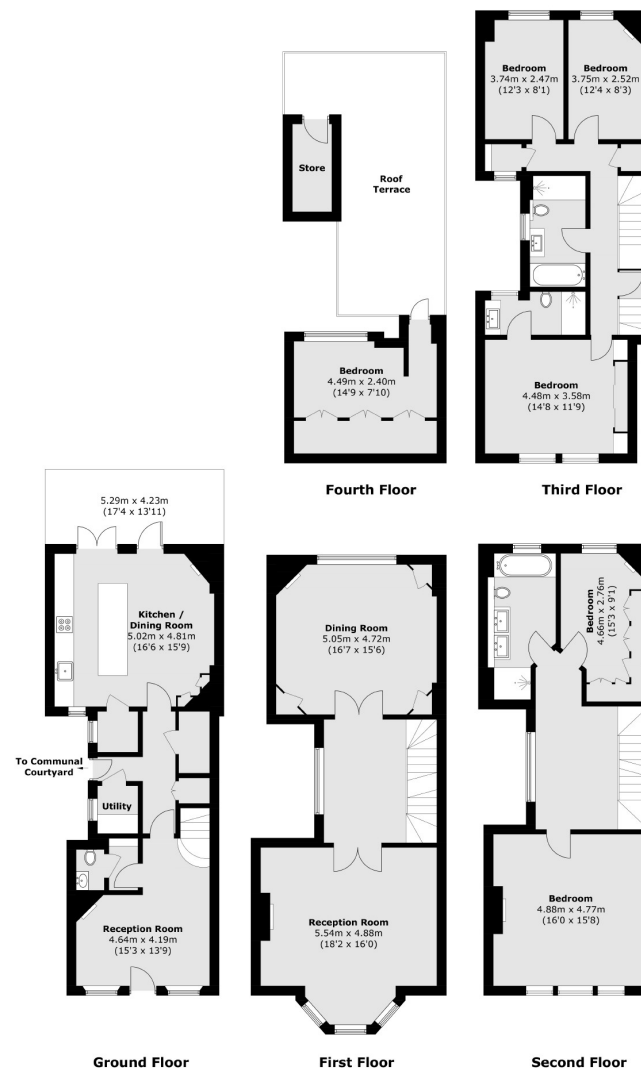 Store
Roof
Terrace
Bedroom
4.49m x 2.40m
(14'9 x 7'10)
Fourth Floor
Bedroom
3.74m x 2.47m
(12'3 x 8'1)
Bedroom
3.75m x 2.52m
(12'4 x 8'3)
Bedroom
4.48m x 3.58m
(14'8 x 11'9)
Third Floor
5.29m x 4.23m
(17'4 x 13'11)
Kitchen /
Dining Room
5.02m x 4.81m
(16'6 x 15'9)
To Communal
Courtyard
Utility
Reception Room
4.64m x 4.19m
(15'3 x 13'9)
Ground Floor
Dining Room
5.05m x 4.72m
(16'7 x 15'6)
Reception Room
5.54m x 4.88m
(18'2 x 16'0)
First Floor
Bedroom
4.66m x 2.76m
(15'3 x 9'1)
Bedroom
4.88m x 4.77m
(16'0 x 15'8)
Second Floor